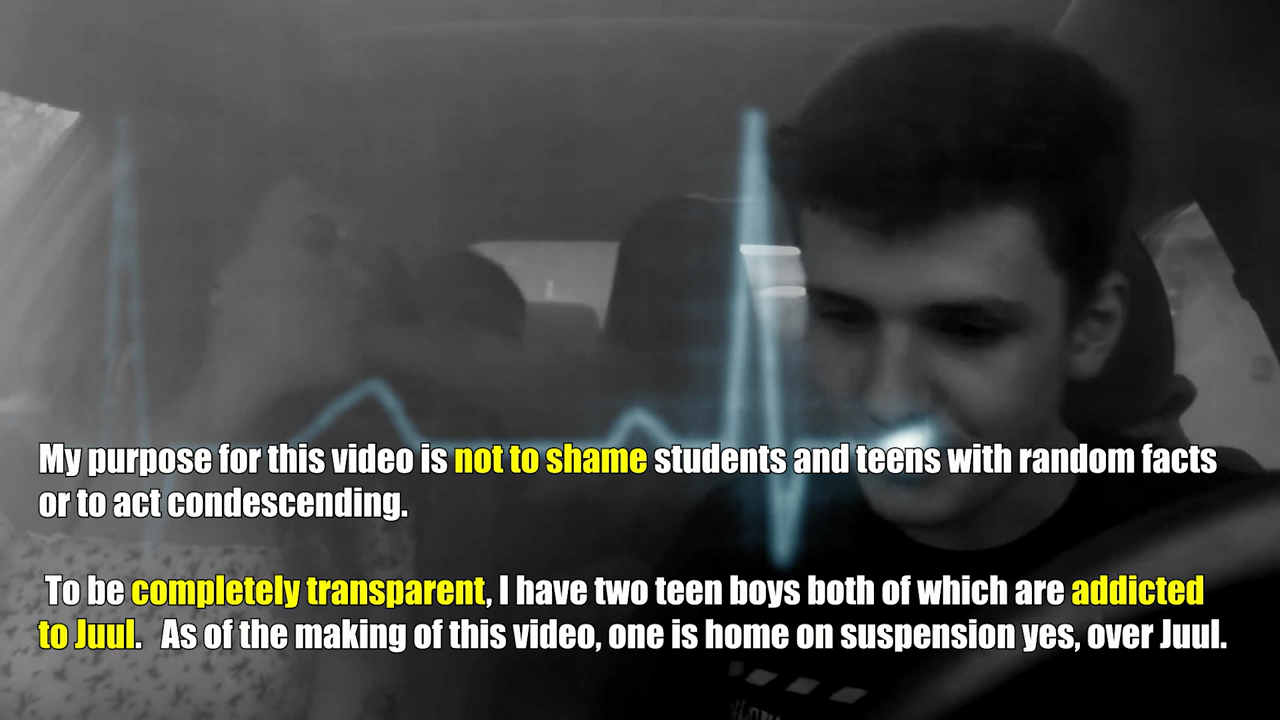 My purpose for this video is not to shame students and teens with random facts
or to act condescending.
To be completely transparent, I have two teen boys both of which are addicted
to Juul. As of the making of this video, one is home on suspension yes, over Juul.